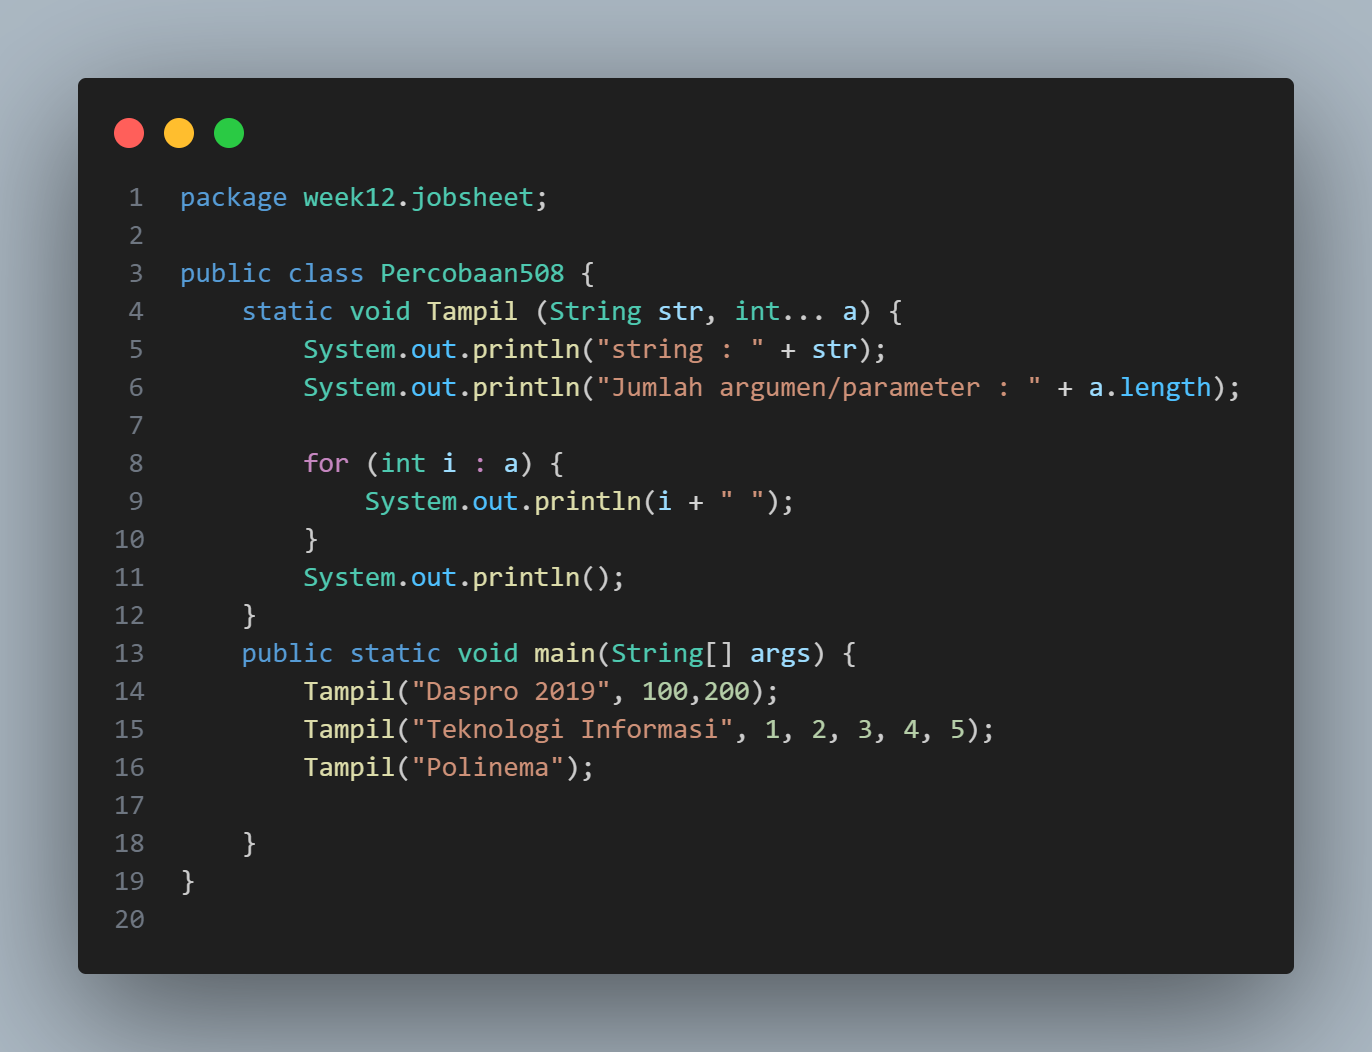 1 package week12.jobsheet;
2
3 public class Percobaan508 {
4     static void Tampil (String str, int... a) {
5         System.out.println("string : " + str);
6         System.out.println("Jumlah argumen/parameter : " + a.length);
7
8         for (int i : a) {
9             System.out.println(i + " ");
10         }
11         System.out.println();
12     }
13     public static void main(String[] args) {
14         Tampil("Daspro 2019", 100,200);
15         Tampil("Teknologi Informasi", 1, 2, 3, 4, 5);
16         Tampil("Polinema");
17
18     }
19 }
20